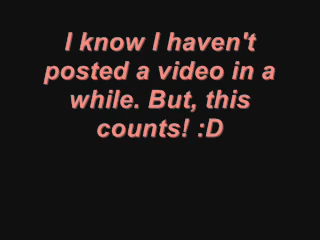 I know I haven't
posted a video in a
while. But, this
counts! :D